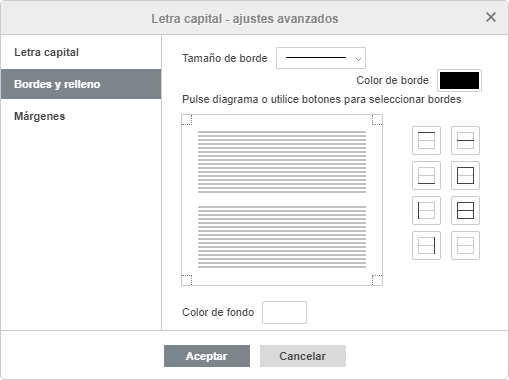 Letra capital - ajustes avanzados
Letra capital
Bordes y relleno
Márgenes
Tamaño de borde
Color de borde
Pulse diagrama o utilice botones para seleccionar bordes
Color de fondo
Aceptar
Cancelar